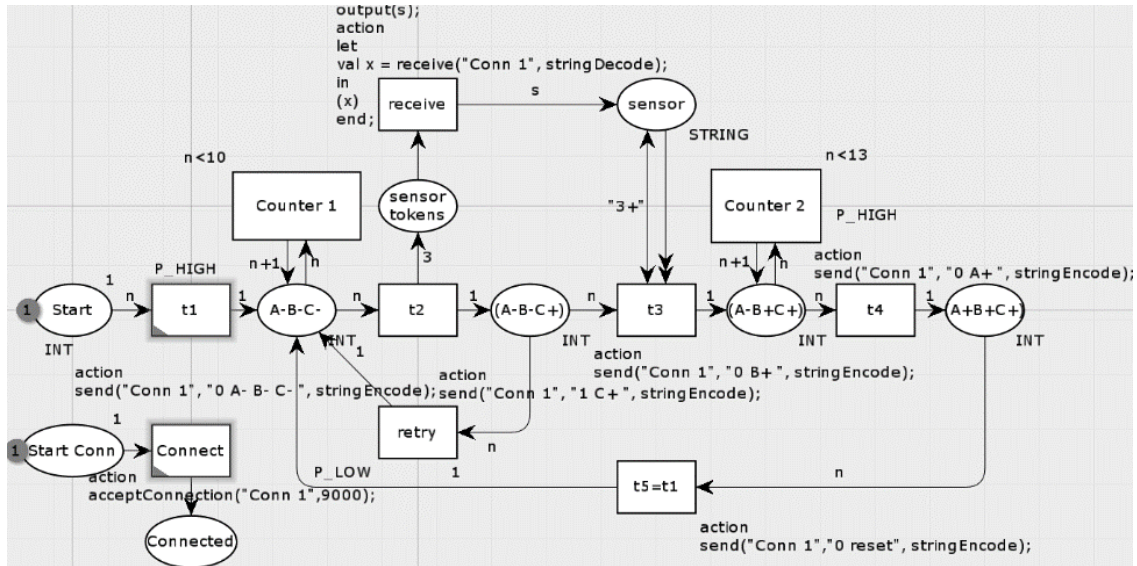 output(s);
action
let
val x = receive("Conn 1", stringDecode);
in
(x)
end;
receive
s
sensor
STRING
n<10
n<13
Counter 1
sensor
tokens
"3+"
Counter 2
P_HIGH
n+1
n
3
n+1
n
action
send("Conn 1", "0 A+ ", stringEncode);
P_HIGH
1
Start
1
n
t1
1
A-B-C-
n
t2
1
(A-B-C+)
n
t3
1
(A-B+C+)
n
t4
1
A+B+C+)
INT
INT
INT
INT
INT
1
action
send("Conn 1", "0 A- B- C- ", stringEncode);
action
send("Conn 1", "1 C+ ", stringEncode);
action
send("Conn 1", "0 B+ ", stringEncode);
1
1
Start Conn
Connect
retry
n
P_LOW
1
t5=t1
n
action
acceptConnection("Conn 1",9000);
Connected
action
send("Conn 1","0 reset", stringEncode);